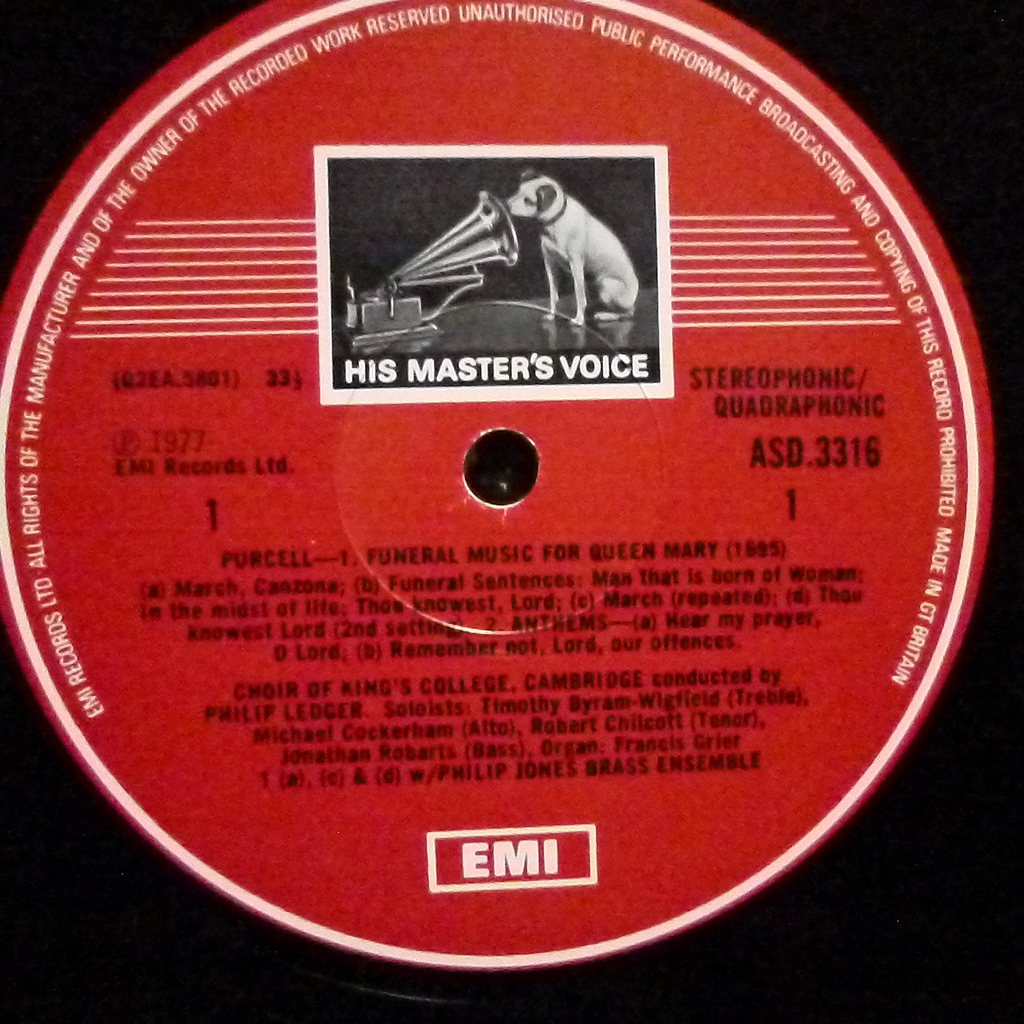 EMI RECORDS LTD ALL RIGHTS OF THE MANUFACTURER AND OF THE OWNER OF THE RECORDED WORK RESERVED UNAUTHORISED PUBLIC PERFORMANCE BROADCASTING AND COPYING OF THIS RECORD PROHIBITED MADE IN GT BRITAIN
HIS MASTER'S VOICE
(G2EA.5801) 33⅓
STEREOPHONIC/
QUADRAPHONIC
℗ 1977
EMI Records Ltd.
ASD.3316
1
1
PURCELL—1. FUNERAL MUSIC FOR QUEEN MARY (1695)
(a) March, Canzona; (b) Funeral Sentences: Man that is born of Woman;
in the midst of life; Thou knowest, Lord; (c) March (repeated); (d) Thou
knowest Lord (2nd setting). 2. ANTHEMS—(a) Hear my prayer,
O Lord; (b) Remember not, Lord, our offences.
CHOIR OF KING'S COLLEGE, CAMBRIDGE conducted by
PHILIP LEDGER. Soloists: Timothy Byram-Wigfield (Treble),
Michael Cockerham (Alto), Robert Chilcott (Tenor),
Jonathan Robarts (Bass), Organ: Francis Grier
1 (a), (c) & (d) w/PHILIP JONES BRASS ENSEMBLE
EMI